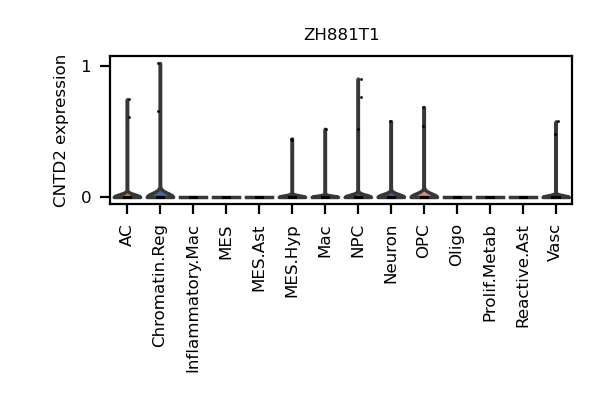 ZH881T1
CNTD2 expression
1
0
AC
Chromatin.Reg
Inflammatory.Mac
MES
MES.Ast
MES.Hyp
Mac
NPC
Neuron
OPC
Oligo
Prolif.Metab
Reactive.Ast
Vasc